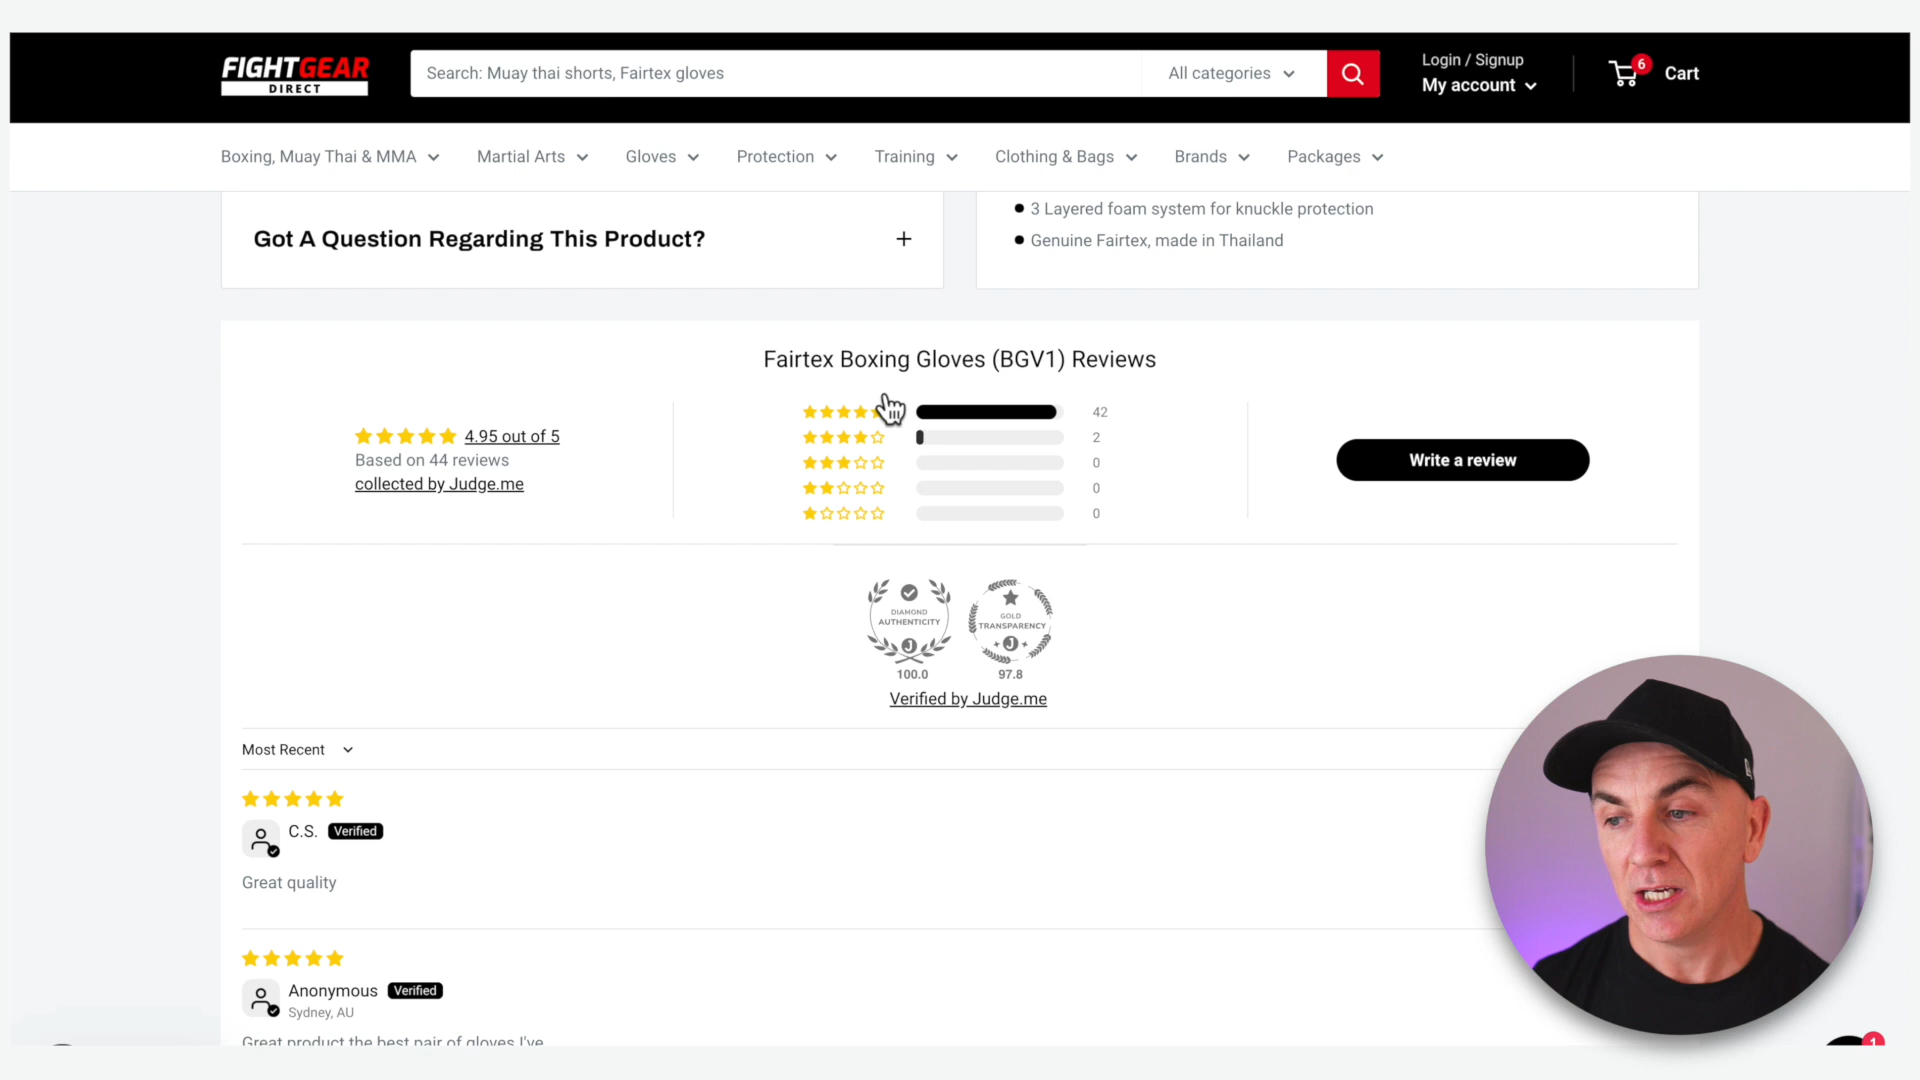 FIGHTGEAR
DIRECT
Search: Muay thai shorts, Fairtex gloves
All categories
Login / Signup
My account
6
Cart
Boxing, Muay Thai & MMA
Martial Arts
Gloves
Protection
Training
Clothing & Bags
Brands
Packages
Got A Question Regarding This Product?
+
3 Layered foam system for knuckle protection
Genuine Fairtex, made in Thailand
Fairtex Boxing Gloves (BGV1) Reviews
4.95 out of 5
Based on 44 reviews
collected by Judge.me
42
2
0
0
0
Write a review
DIAMOND
AUTHENTICITY
J
100.0
GOLD
TRANSPARENCY
J
97.8
Verified by Judge.me
Most Recent
C.S. Verified
Great quality
Anonymous Verified
Sydney, AU
Great product the best pair of gloves I've
1